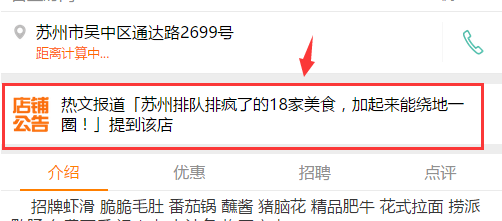 苏州市吴中区通达路2699号
距离计算中...
店铺
公告
热文报道「苏州排队排疯了的18家美食，加起来能绕地一
圈！」提到该店
介绍 优惠 招聘 点评
招牌虾滑 脆脆毛肚 番茄锅 蘸酱 猪脑花 精品肥牛 花式拉面 捞派